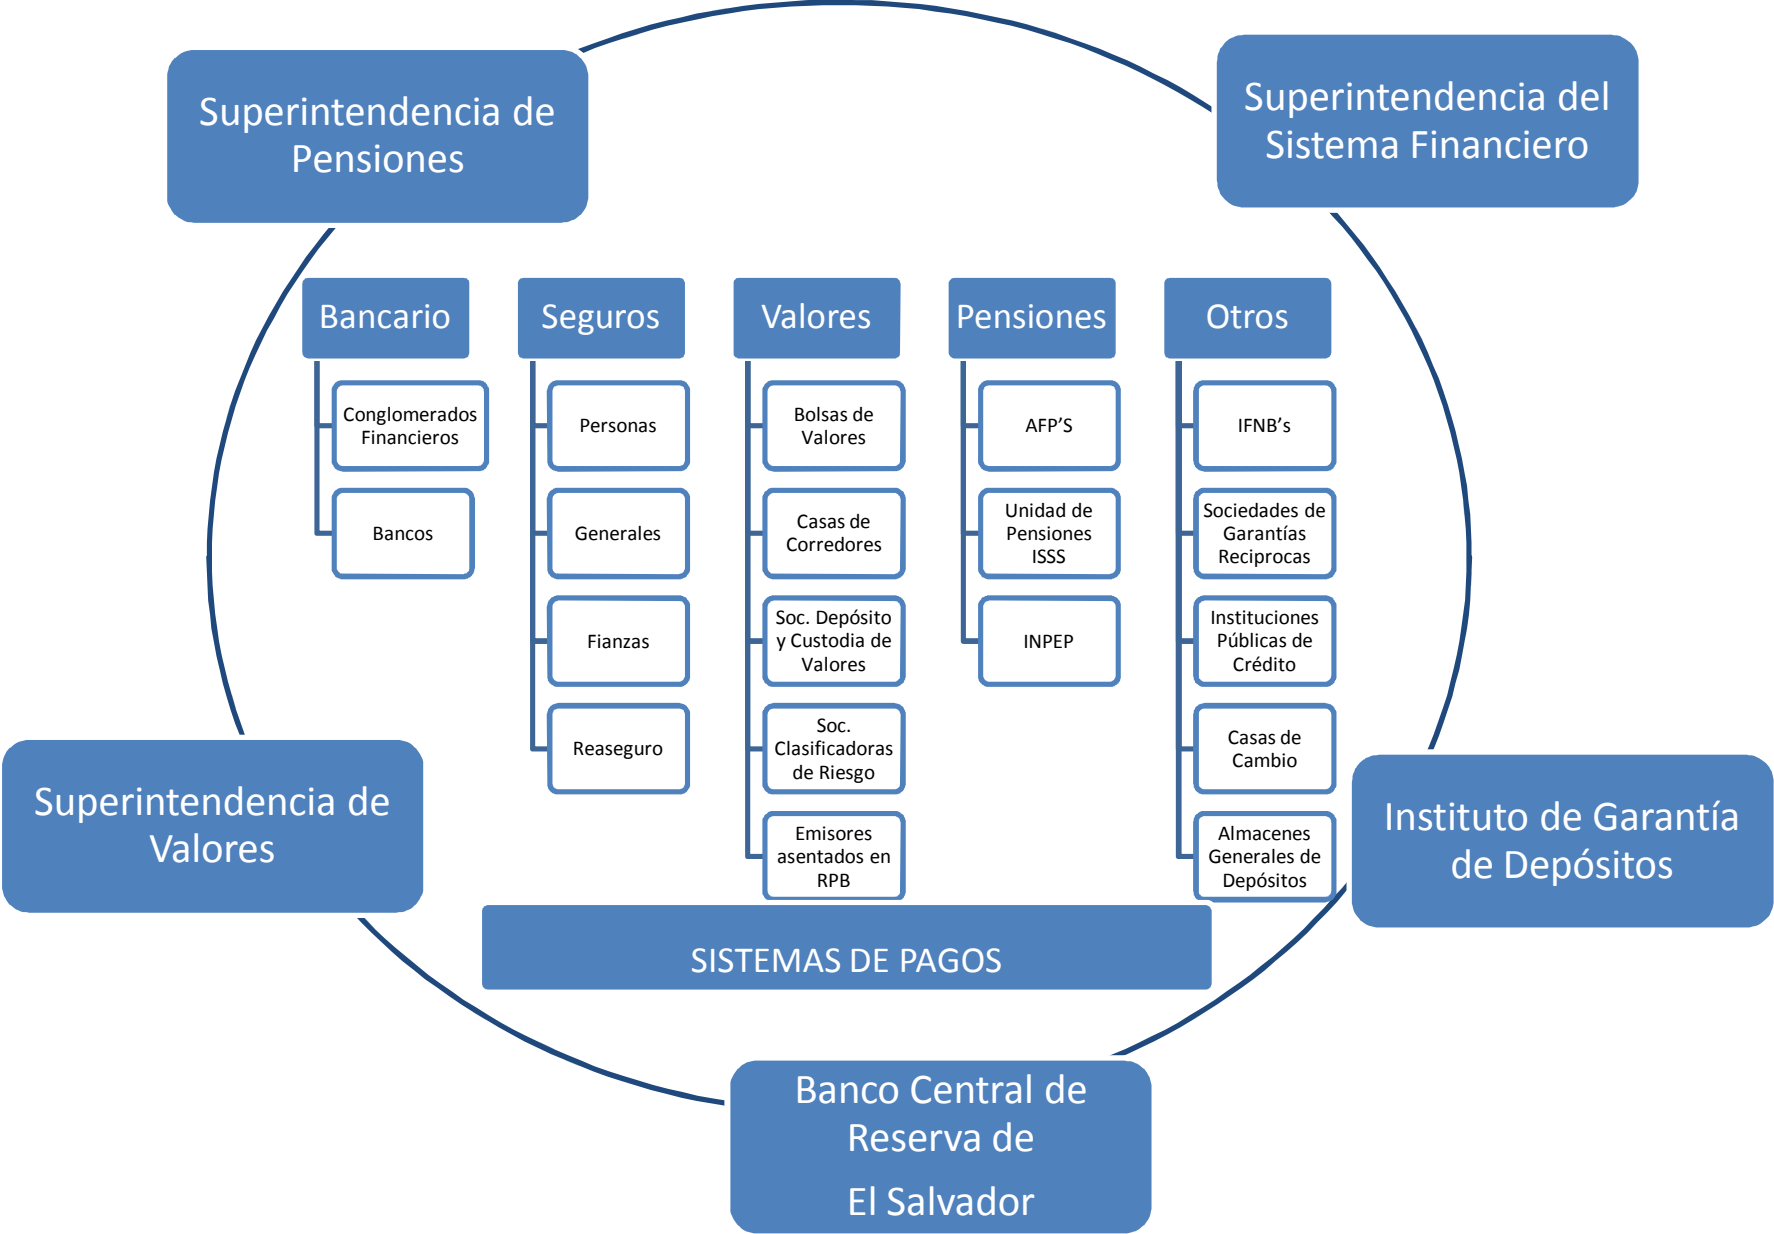 Superintendencia de
Pensiones
Superintendencia del
Sistema Financiero
Bancario
Conglomerados
Financieros
Bancos
Seguros
Personas
Generales
Fianzas
Reaseguro
Valores
Bolsas de
Valores
Casas de
Corredores
Soc. Depósito
y Custodia de
Valores
Soc.
Clasificadoras
de Riesgo
Emisores
asentados en
RPB
Pensiones
AFP'S
Unidad de
Pensiones
ISSS
INPEP
Otros
IFNB's
Sociedades de
Garantías
Reciprocas
Instituciones
Públicas de
Crédito
Casas de
Cambio
Almacenes
Generales de
Depósitos
Superintendencia de
Valores
Instituto de Garantía
de Depósitos
SISTEMAS DE PAGOS
Banco Central de
Reserva de
El Salvador